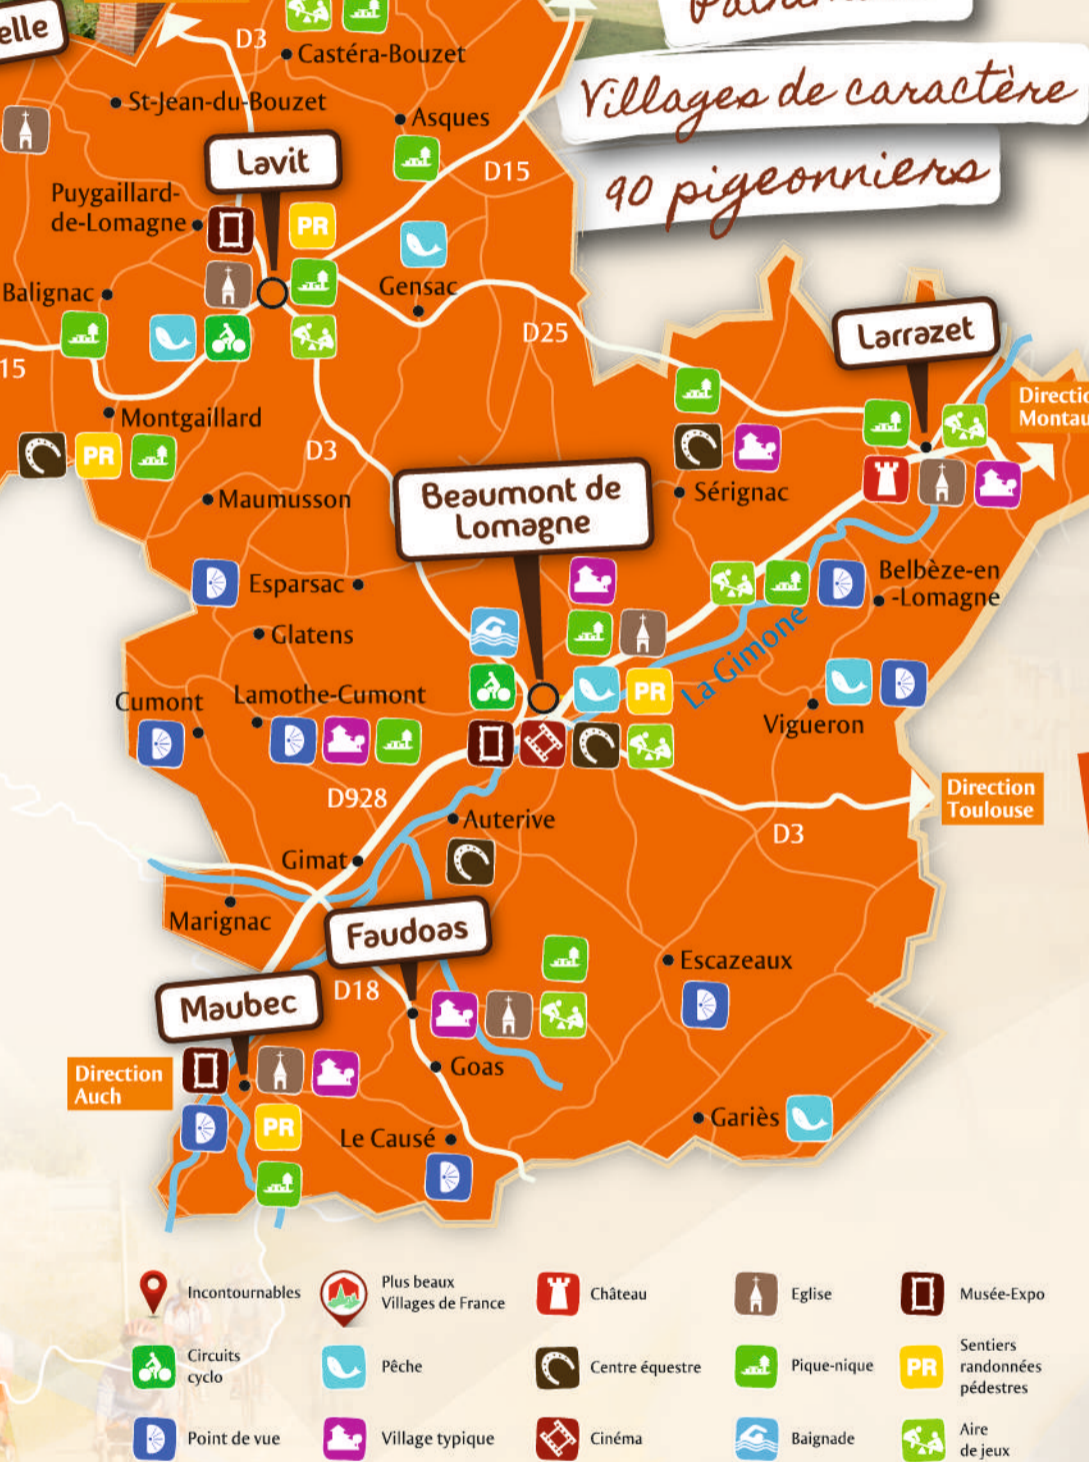 elle
D3
Castéra-Bouzet
Villages de caractère
St-Jean-du-Bouzet
Asques
Lavit
D15
90 pigeonniers
Puygaillard-
de-Lomagne
PR
Balignac
Gensac
D25
Larrazet
15
Montgaillard
Directio
Montau
PR
D3
Beaumont de
Lomagne
Sérignac
Maumusson
Esparsac
Belbèze-en
-Lomagne
Glatens
La Gimone
Cumont
Lamothe-Cumont
PR
Vigueron
D928
Direction
Toulouse
Auterive
D3
Gimat
Marignac
Faudoas
Escazeaux
Maubec
D18
Goas
Direction
Auch
PR
Gariès
Le Causé
Incontournables
Plus beaux
Villages de France
Château
Eglise
Musée-Expo
Circuits
cyclo
Pêche
Centre équestre
Pique-nique
PR
Sentiers
randonnées
pédestres
Point de vue
Village typique
Cinéma
Baignade
Aire
de jeux